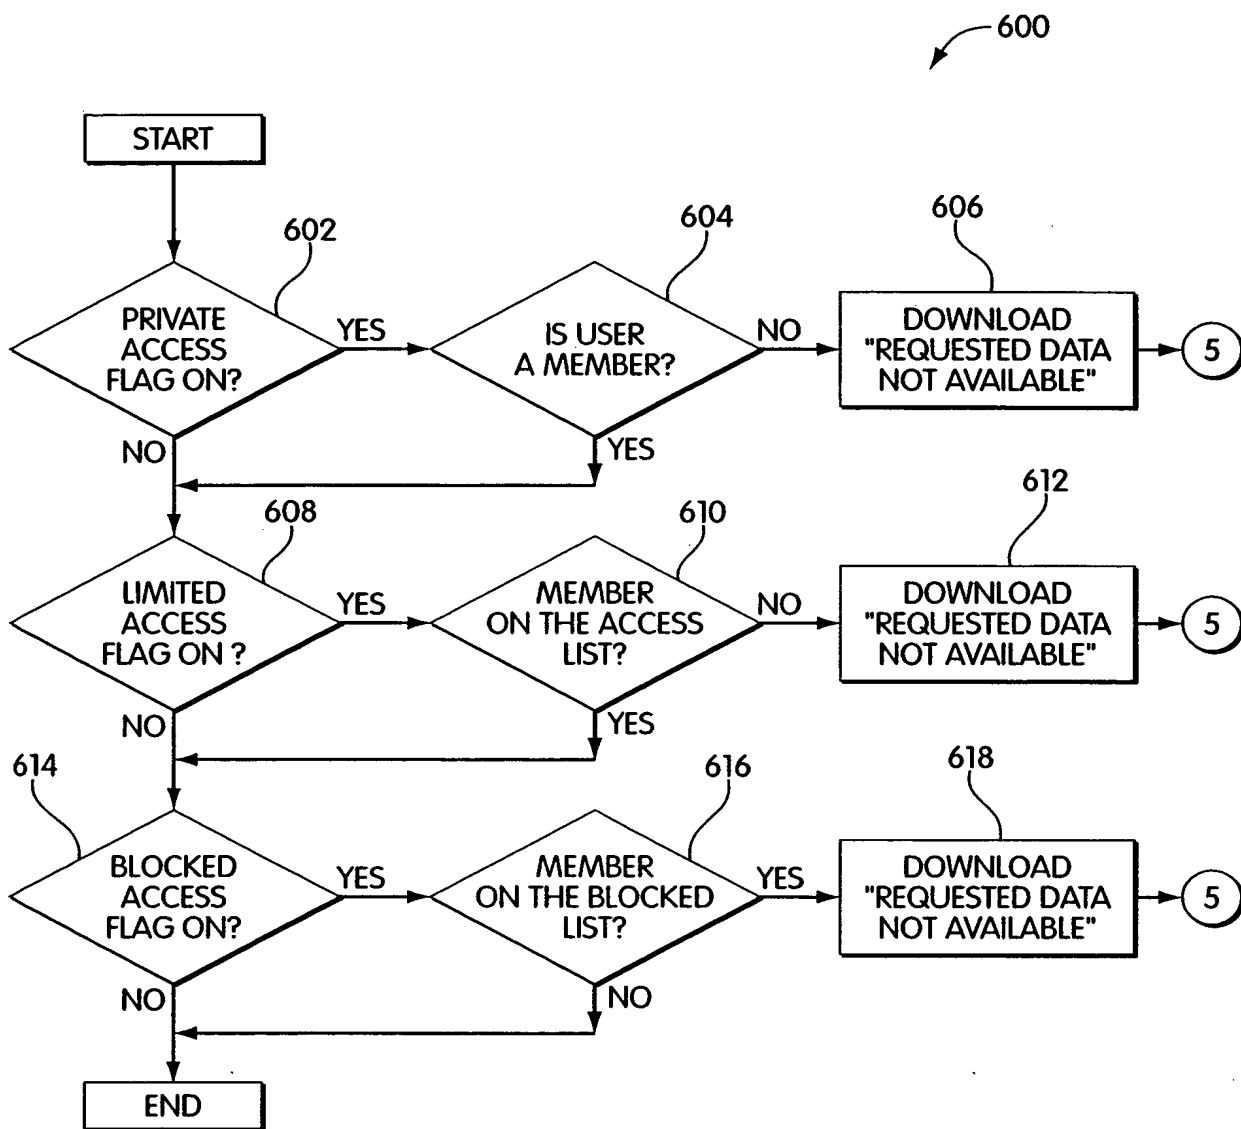 600
START
602
604
606
PRIVATE
ACCESS
FLAG ON?
YES
IS USER
A MEMBER?
NO
DOWNLOAD
"REQUESTED DATA
NOT AVAILABLE"
5
NO
YES
608
610
612
LIMITED
ACCESS
FLAG ON ?
YES
MEMBER
ON THE ACCESS
LIST?
NO
DOWNLOAD
"REQUESTED DATA
NOT AVAILABLE"
5
NO
YES
614
616
618
BLOCKED
ACCESS
FLAG ON?
YES
MEMBER
ON THE BLOCKED
LIST?
YES
DOWNLOAD
"REQUESTED DATA
NOT AVAILABLE"
5
NO
NO
END